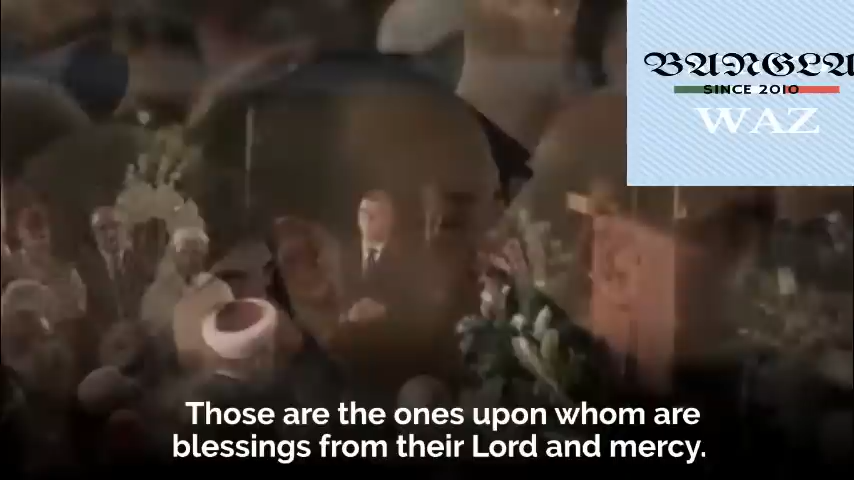 BANGLA
SINCE 2010
WAZ
Those are the ones upon whom are
blessings from their Lord and mercy.